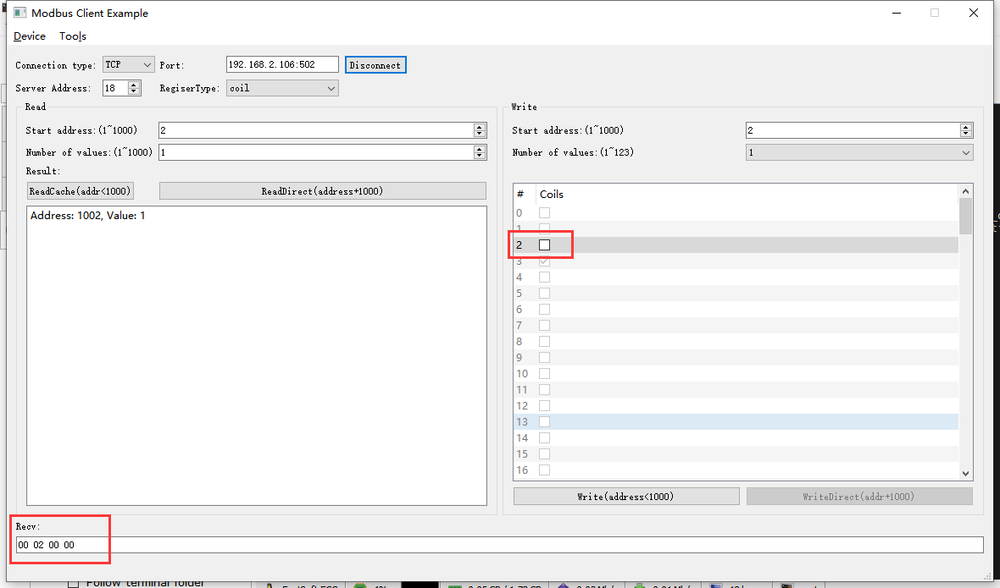 Modbus Client Example
Device Tools
Connection type: TCP Port: 192.168.2.106:502 Disconnect
Server Address: 18 RegiserType: coil
Read
Start address:(1~1000) 2
Number of values:(1~1000) 1
Result:
ReadCache(addr<1000) ReadDirect(address+1000)
Address: 1002, Value: 1
Write
Start address:(1~1000) 2
Number of values:(1~123) 1
# Coils
0
1
2
3
4
5
6
7
8
9
10
11
12
13
14
15
16
Write(address<1000) WriteDirect(addr+1000)
Recv:
00 02 00 00
Follow terminal folder